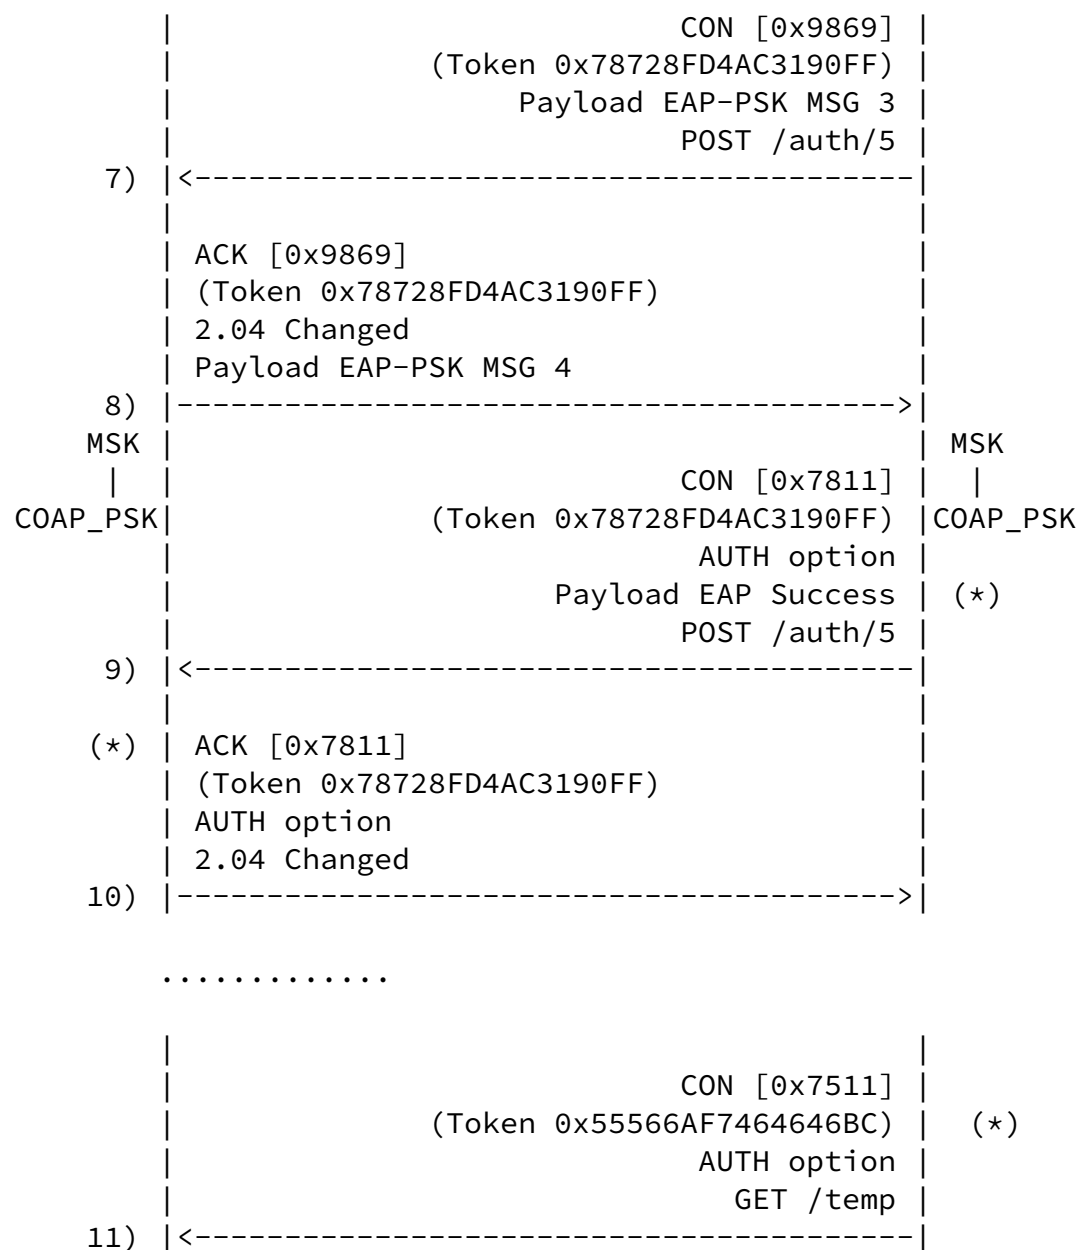 |                            CON [0x9869] |
|              (Token 0x78728FD4AC3190FF) |
|                   Payload EAP-PSK MSG 3 |
|                            POST /auth/5 |
7) |<----------------------------------------|
|                                         |
| ACK [0x9869]                            |
| (Token 0x78728FD4AC3190FF)              |
| 2.04 Changed                            |
| Payload EAP-PSK MSG 4                   |
8) |---------------------------------------->|
MSK |                                         | MSK
|  |                            CON [0x7811] |  |
COAP_PSK|              (Token 0x78728FD4AC3190FF) |COAP_PSK
|                             AUTH option |
|                     Payload EAP Success | (*)
|                            POST /auth/5 |
9) |<----------------------------------------|
|                                         |
(*) | ACK [0x7811]                            |
| (Token 0x78728FD4AC3190FF)              |
| AUTH option                             |
| 2.04 Changed                            |
10) |---------------------------------------->|
.............
|                                         |
|                            CON [0x7511] |
|              (Token 0x55566AF7464646BC) |  (*)
|                             AUTH option |
|                               GET /temp |
11) |<----------------------------------------|